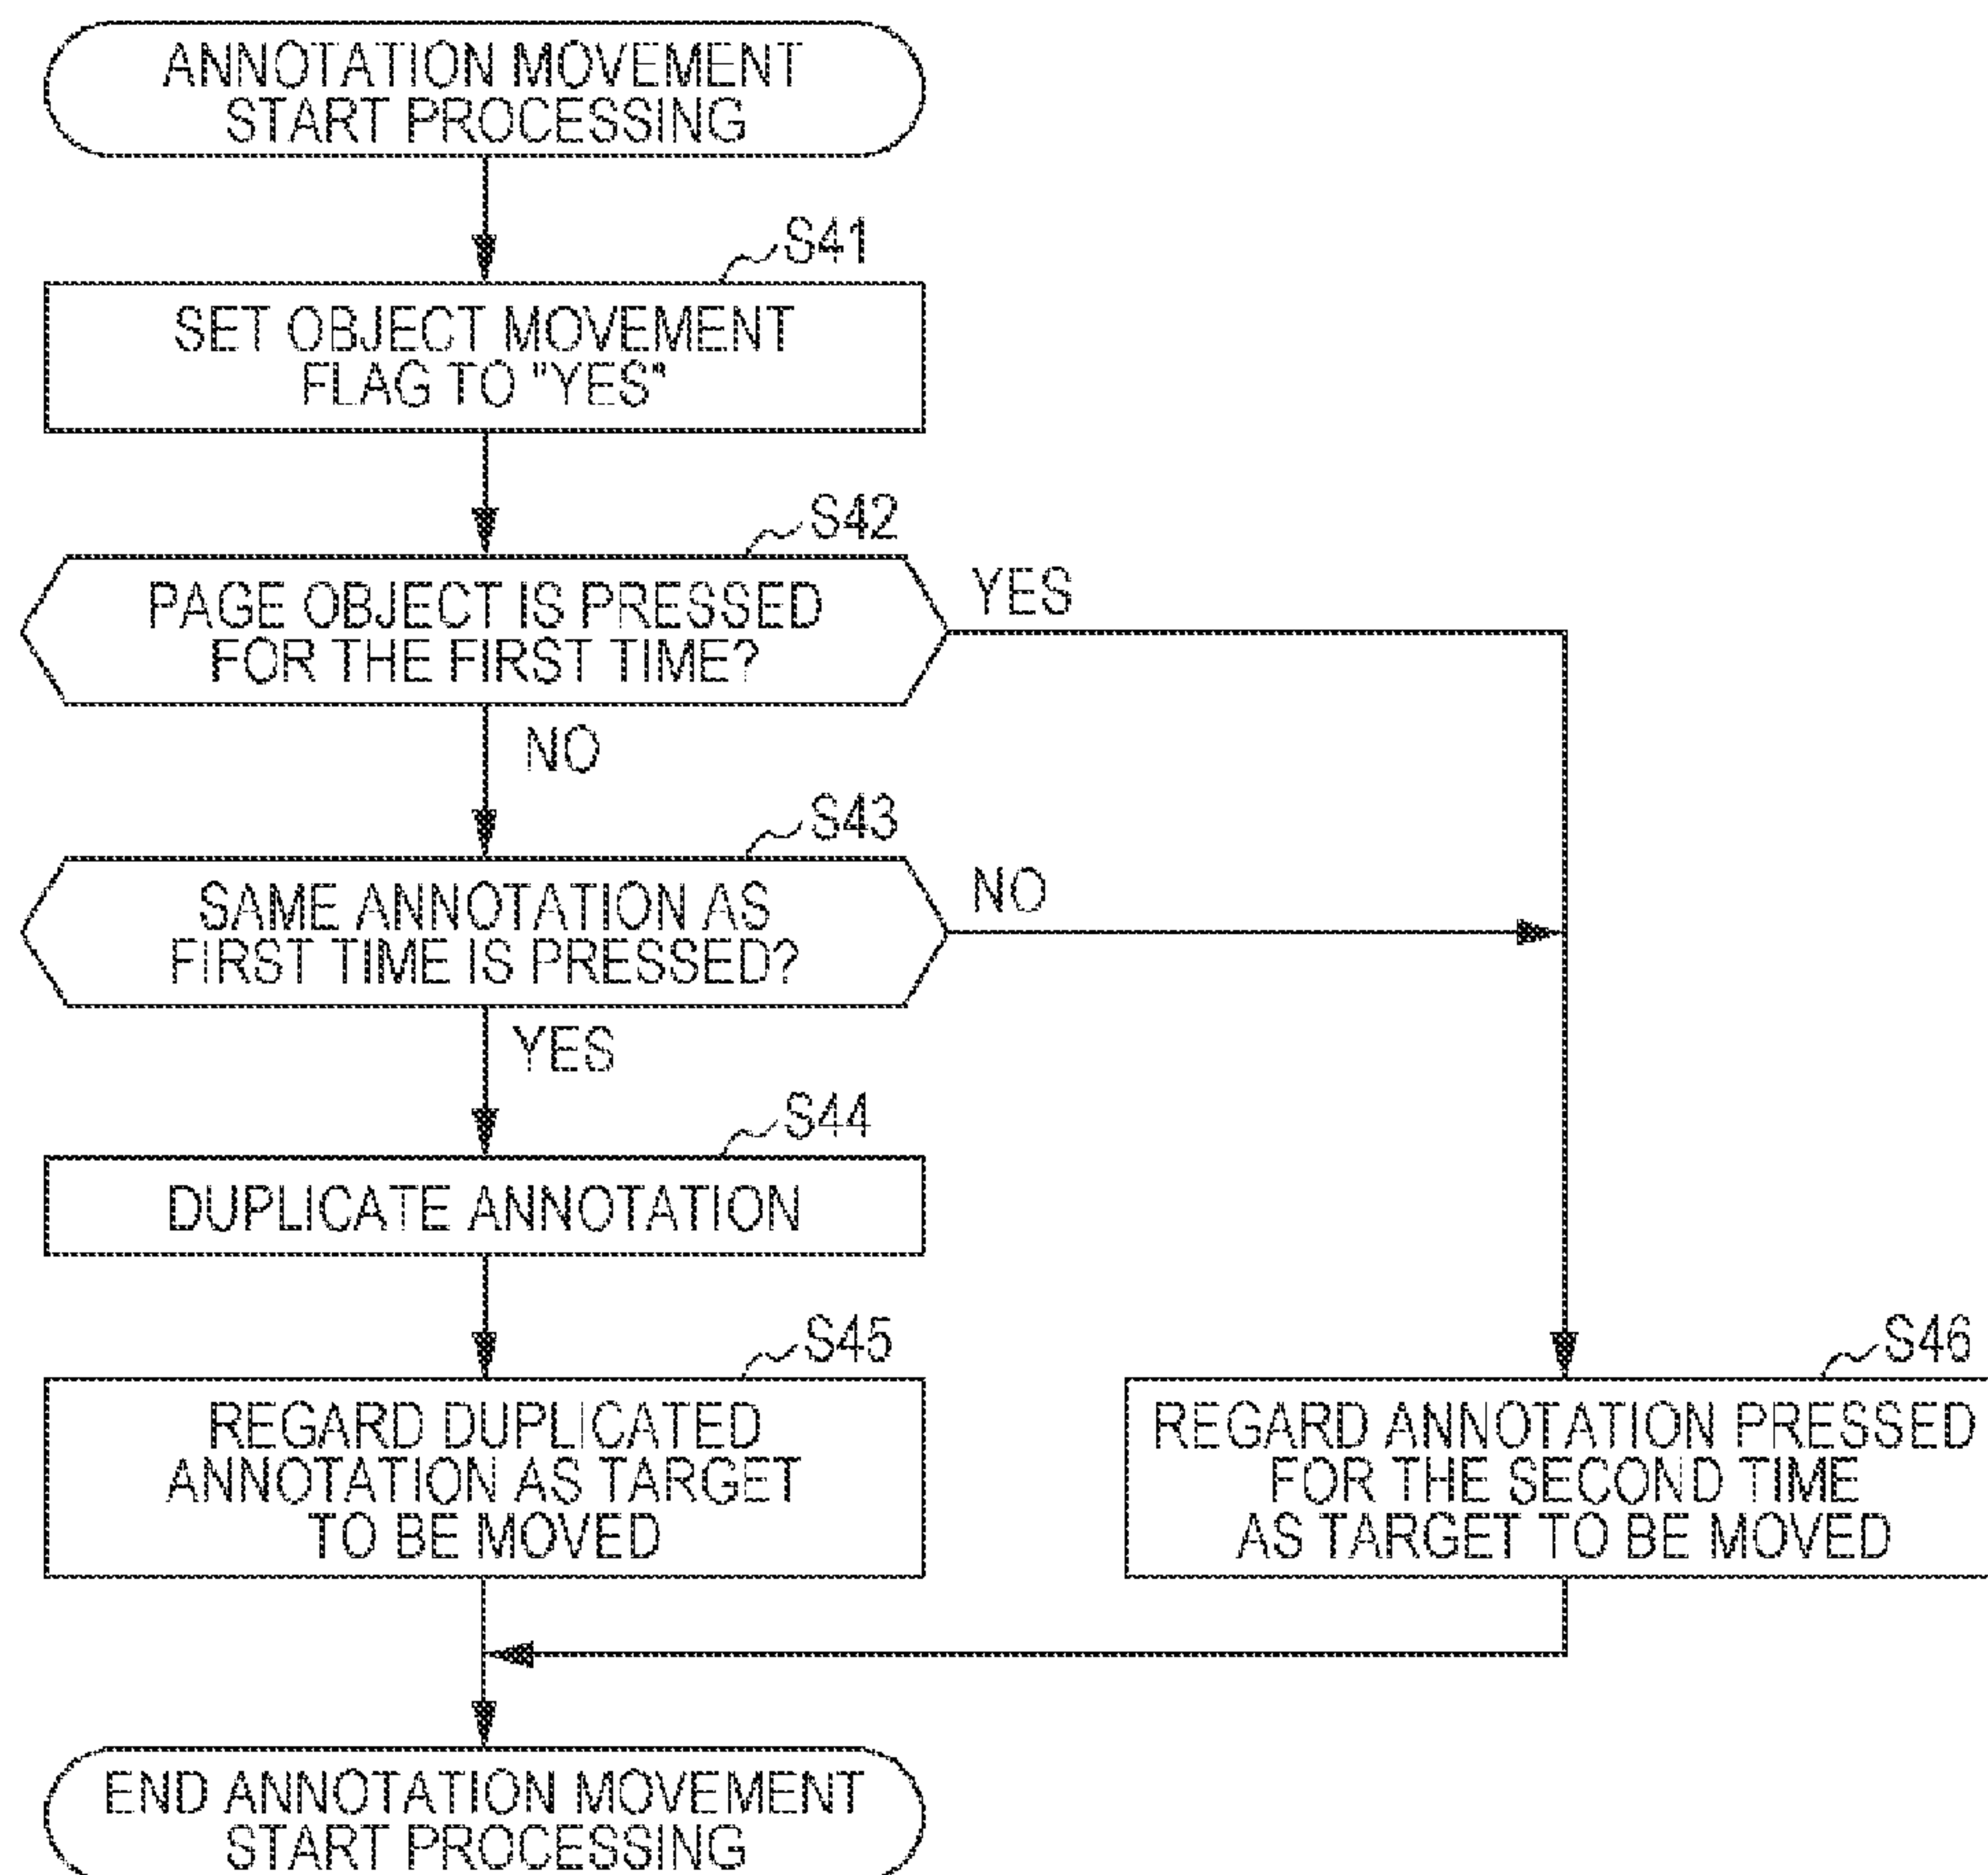 ANNOTATION MOVEMENT
START PROCESSING
S41
SET OBJECT MOVEMENT
FLAG TO "YES"
S42
PAGE OBJECT IS PRESSED
FOR THE FIRST TIME?
YES
NO
S43
SAME ANNOTATION AS
FIRST TIME IS PRESSED?
NO
YES
S44
DUPLICATE ANNOTATION
S45
REGARD DUPLICATED
ANNOTATION AS TARGET
TO BE MOVED
S46
REGARD ANNOTATION PRESSED
FOR THE SECOND TIME
AS TARGET TO BE MOVED
END ANNOTATION MOVEMENT
START PROCESSING